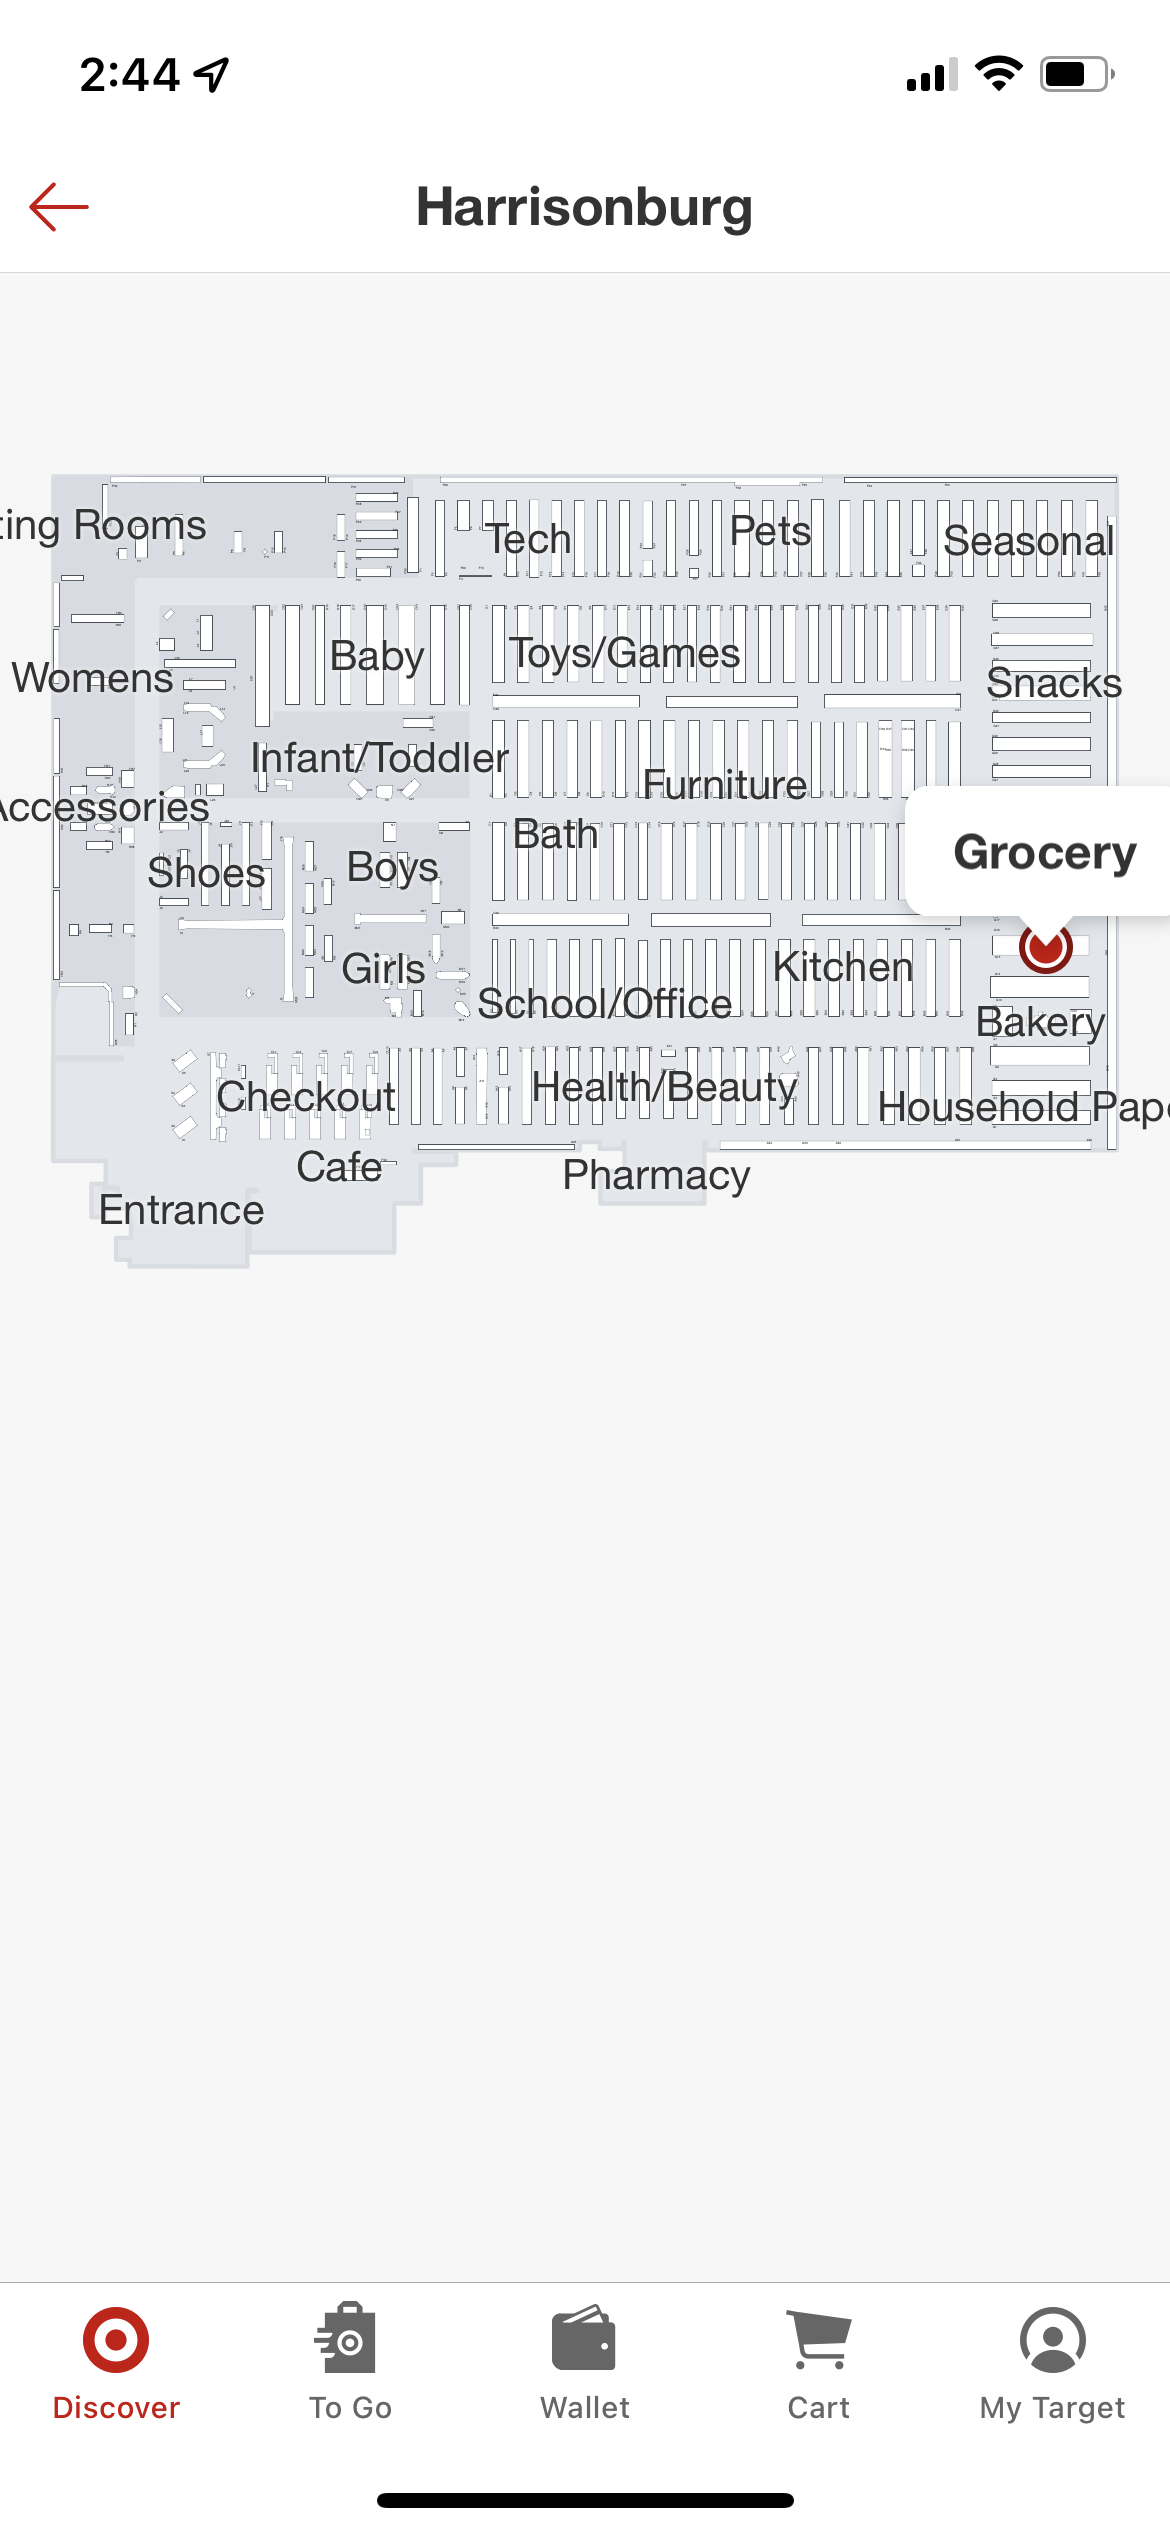 2:44
Harrisonburg
ting Rooms
Tech
Pets
Seasonal
Womens
Baby
Toys/Games
Snacks
Infant/Toddler
Furniture
Accessories
Bath
Grocery
Shoes
Boys
Girls
Kitchen
School/Office
Bakery
Checkout
Health/Beauty
Household Pape
Cafe
Pharmacy
Entrance
Discover
To Go
Wallet
Cart
My Target